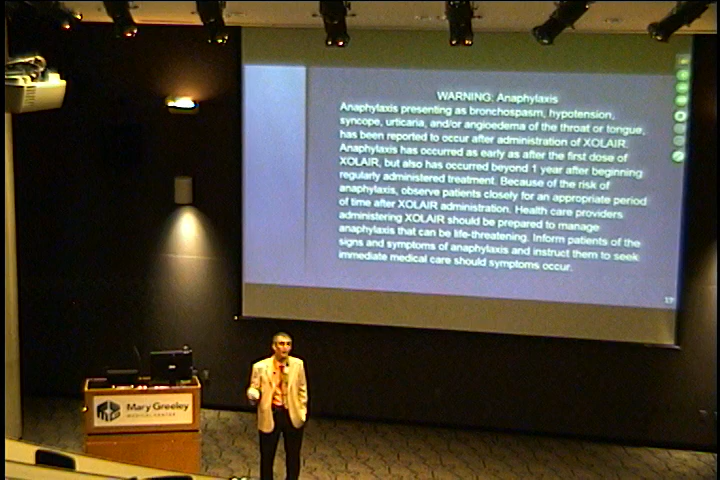 WARNING: Anaphylaxis
Anaphylaxis presenting as bronchospasm, hypotension,
syncope, urticaria, and/or angioedema of the throat or tongue,
has been reported to occur after administration of XOLAIR.
Anaphylaxis has occurred as early as after the first dose of
XOLAIR, but also has occurred beyond 1 year after beginning
regularly administered treatment. Because of the risk of
anaphylaxis, observe patients closely for an appropriate period
of time after XOLAIR administration. Health care providers
administering XOLAIR should be prepared to manage
anaphylaxis that can be life-threatening. Inform patients of the
signs and symptoms of anaphylaxis and instruct them to seek
immediate medical care should symptoms occur.
Mary Greeley
MEDICAL CENTER